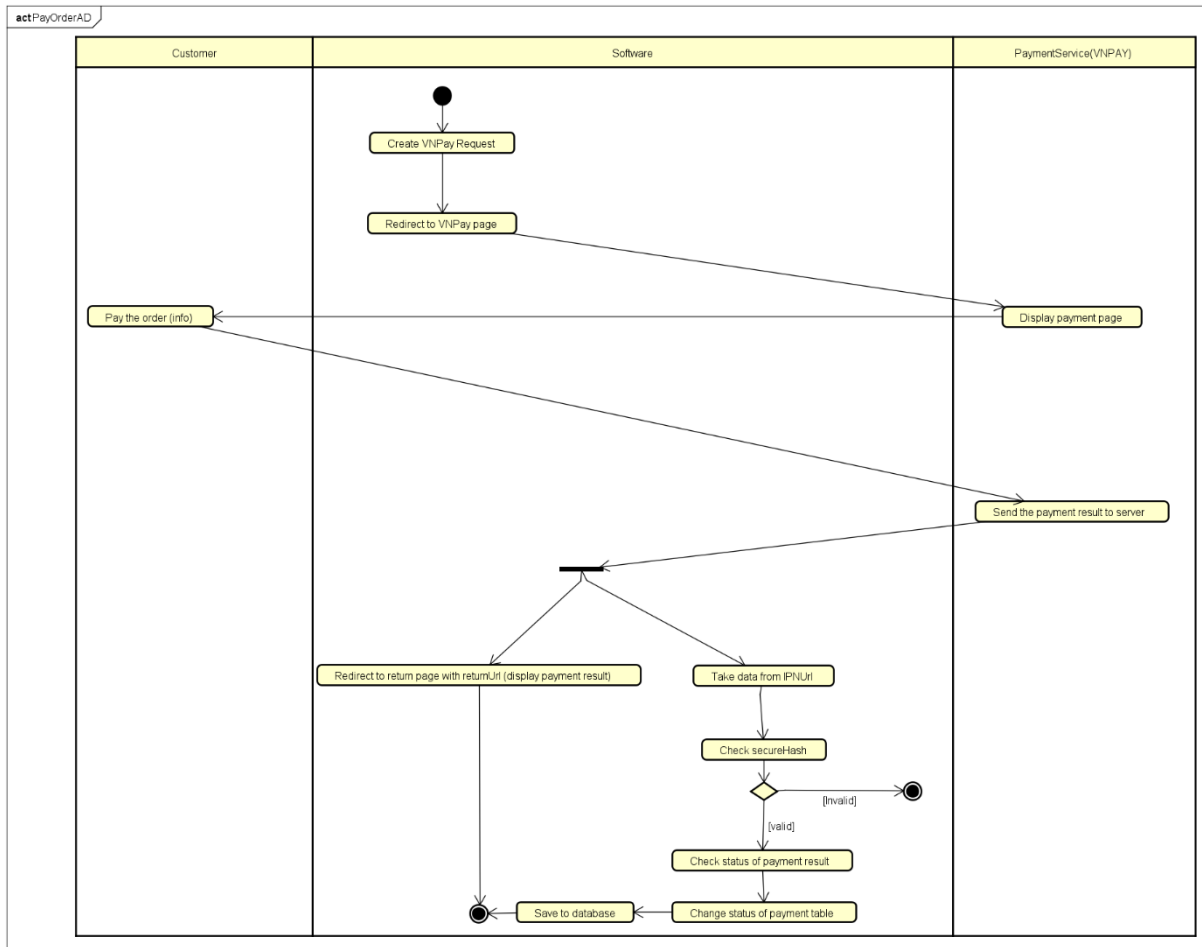 act PayOrderAD
Customer
Software
PaymentService(VNPAY)
Create VNPay Request
Redirect to VNPay page
Pay the order (info)
Display payment page
Send the payment result to server
Redirect to return page with returnUrl (display payment result)
Take data from IPNUrl
Check secureHash
[Invalid]
[valid]
Check status of payment result
Save to database
Change status of payment table